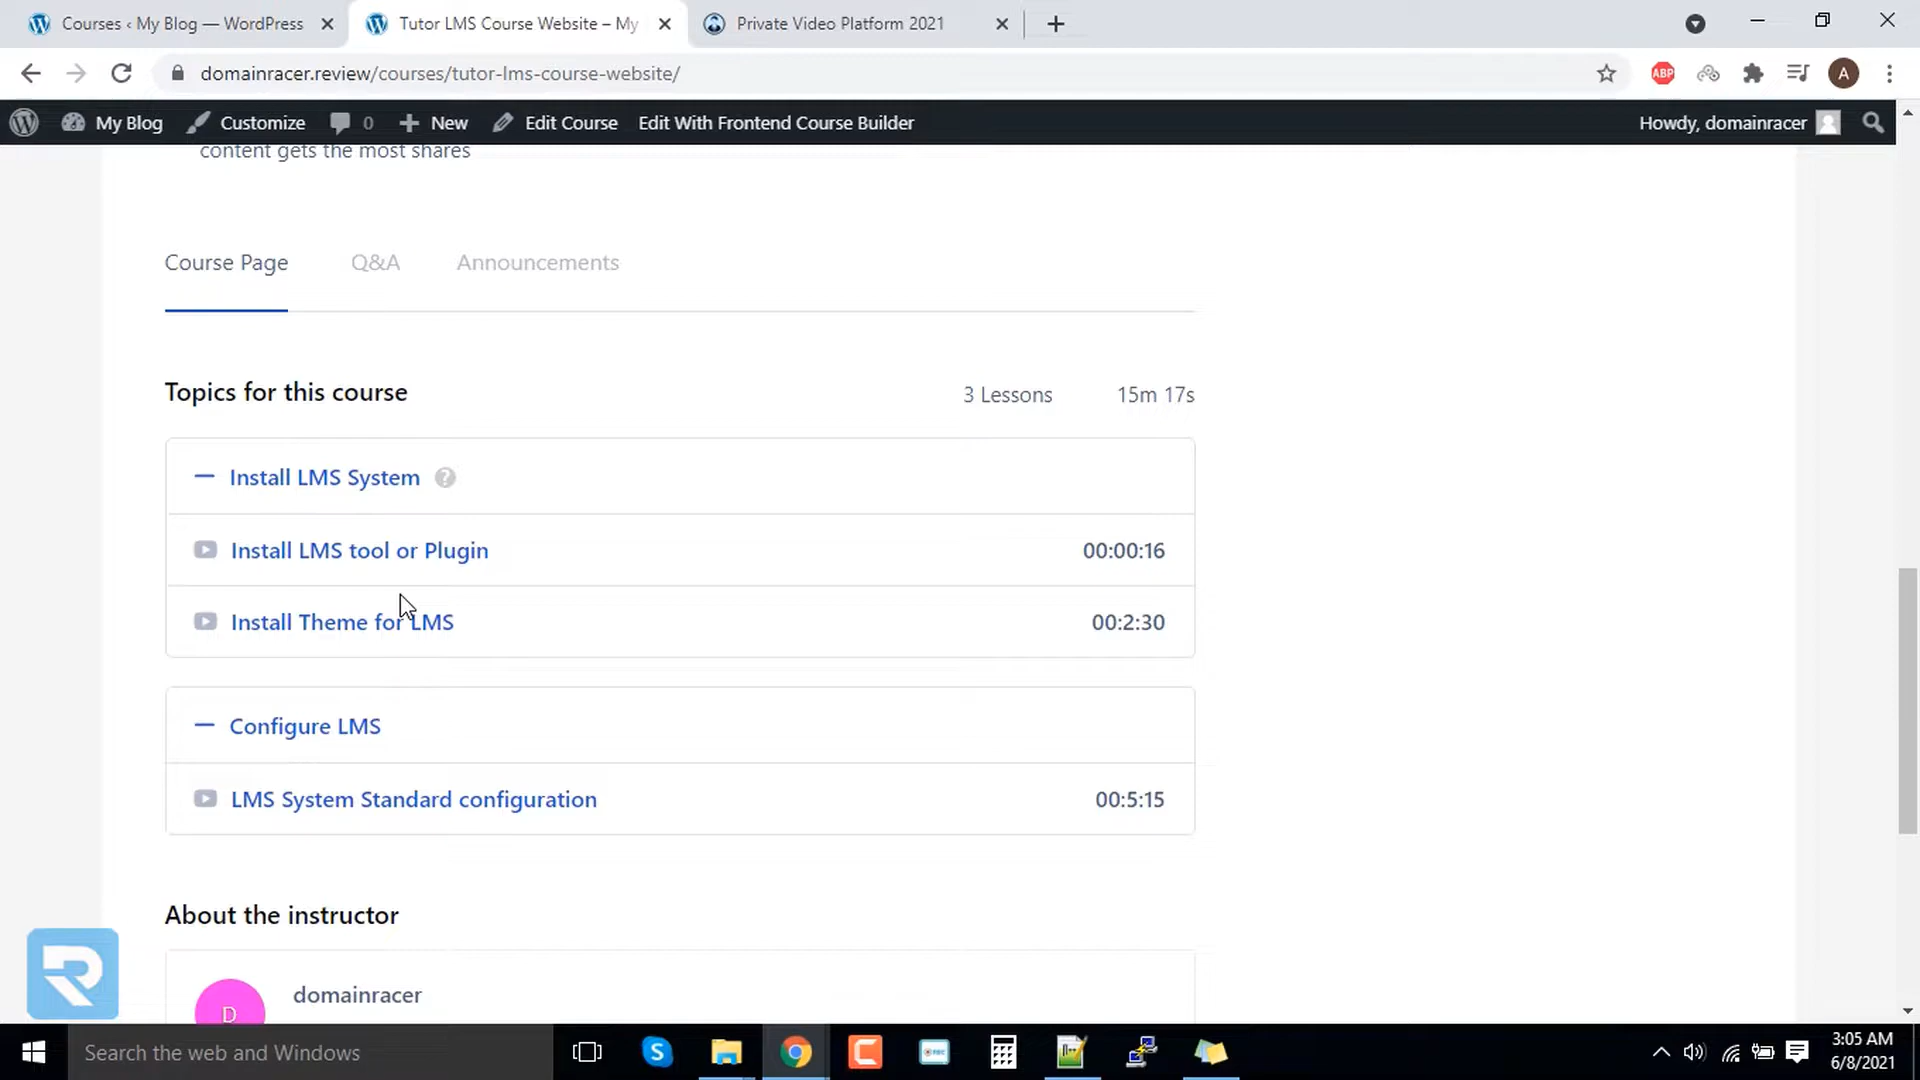 Courses ‹ My Blog — WordPress
Tutor LMS Course Website – My
Private Video Platform 2021
domainracer.review/courses/tutor-lms-course-website/
ABP
A
My Blog
Customize
0
New
Edit Course
Edit With Frontend Course Builder
Howdy, domainracer
content gets the most shares
Course Page
Q&A
Announcements
Topics for this course
3 Lessons
15m 17s
Install LMS System
?
Install LMS tool or Plugin
00:00:16
Install Theme for LMS
00:2:30
Configure LMS
LMS System Standard configuration
00:5:15
About the instructor
D
domainracer
R
Search the web and Windows
3:05 AM
6/8/2021